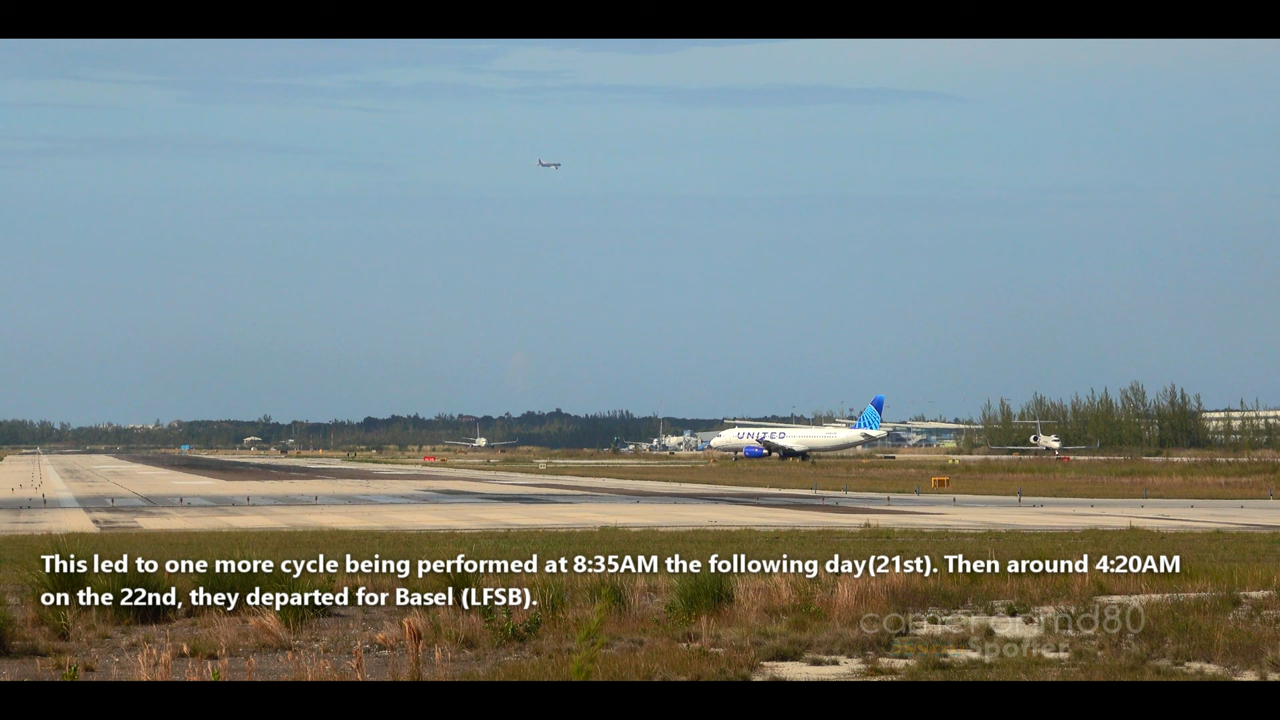 UNITED
This led to one more cycle being performed at 8:35AM the following day(21st). Then around 4:20AM
on the 22nd, they departed for Basel (LFSB).
Spotter